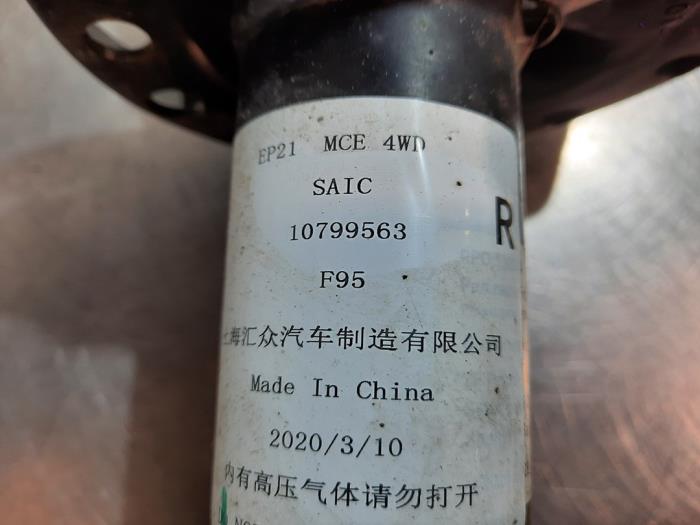 EP21 MCE 4WD
SAIC
10799563
R
F95
上海汇众汽车制造有限公司
Made In China
2020/3/10
内有高压气体请勿打开